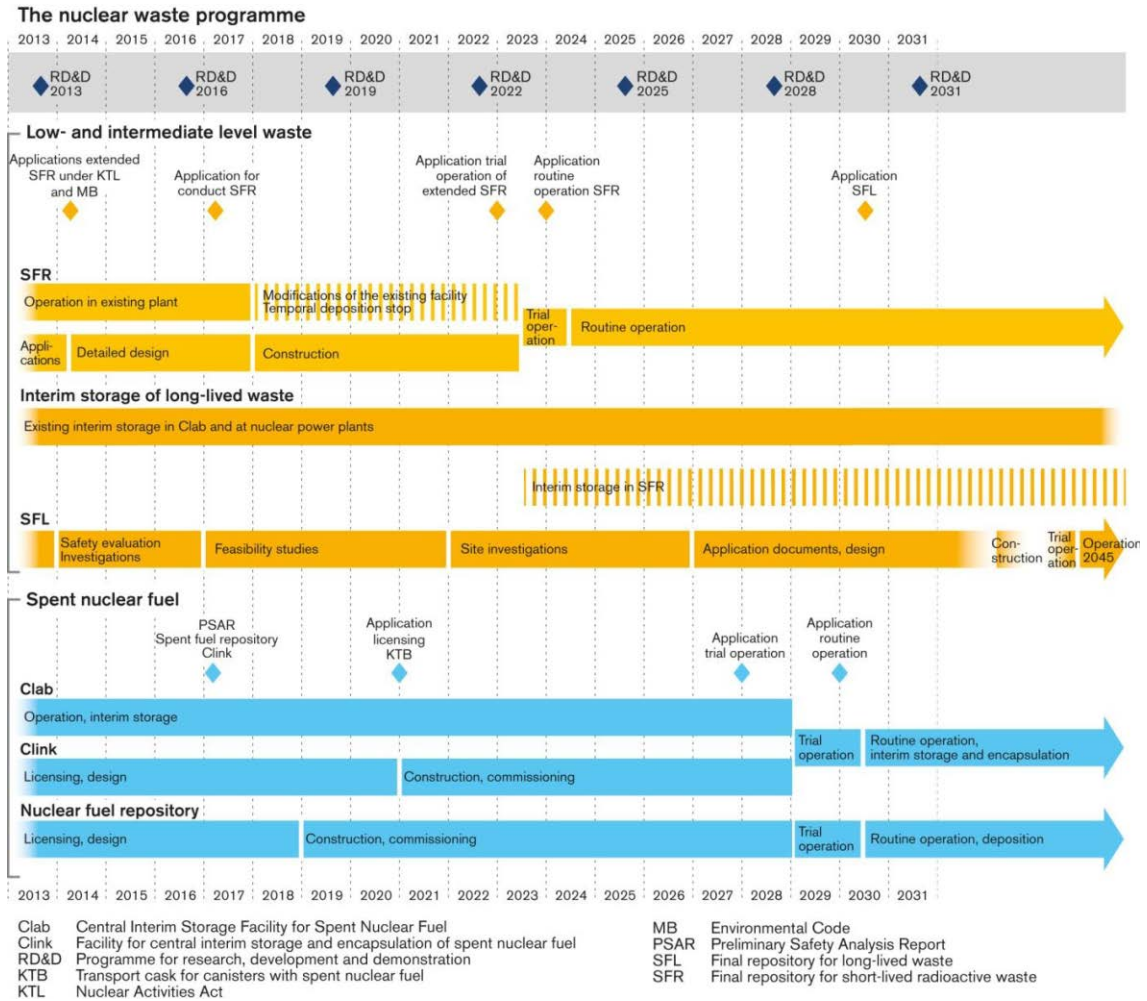 The nuclear waste programme
2013 2014 2015 2016 2017 2018 2019 2020 2021 2022 2023 2024 2025 2026 2027 2028 2029 2030 2031
RD&D
2013
RD&D
2016
RD&D
2019
RD&D
2022
RD&D
2025
RD&D
2028
RD&D
2031
Low- and intermediate level waste
Applications extended
SFR under KTL
and MB
Application for
conduct SFR
Application trial
operation of
extended SFR
Application
routine
operation SFR
Application
SFL
SFR
Operation in existing plant
Modifications of the existing facility
Temporal deposition stop
Trial
oper-
ation
Routine operation
Appli-
cations
Detailed design
Construction
Interim storage of long-lived waste
Existing interim storage in Clab and at nuclear power plants
Interim storage in SFR
SFL
Safety evaluation
Investigations
Feasibility studies
Site investigations
Application documents, design
Con-
struction
Trial
oper-
ation
Operation
2045
Spent nuclear fuel
PSAR
Spent fuel repository
Clink
Application
licensing
KTB
Application
trial operation
Application
routine
operation
Clab
Operation, interim storage
Trial
operation
Routine operation,
interim storage and encapsulation
Clink
Licensing, design
Construction, commissioning
Nuclear fuel repository
Licensing, design
Construction, commissioning
Trial
operation
Routine operation, deposition
2013 2014 2015 2016 2017 2018 2019 2020 2021 2022 2023 2024 2025 2026 2027 2028 2029 2030 2031
Clab Central Interim Storage Facility for Spent Nuclear Fuel
Clink Facility for central interim storage and encapsulation of spent nuclear fuel
RD&D Programme for research, development and demonstration
KTB Transport cask for canisters with spent nuclear fuel
KTL Nuclear Activities Act
MB Environmental Code
PSAR Preliminary Safety Analysis Report
SFL Final repository for long-lived waste
SFR Final repository for short-lived radioactive waste